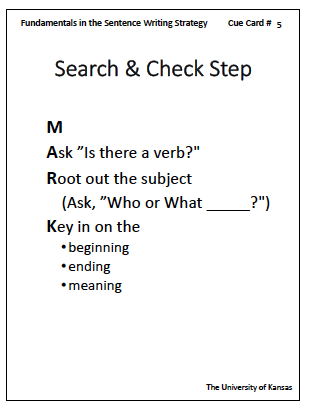 Fundamentals in the Sentence Writing Strategy Cue Card # 5
Search & Check Step
M
Ask ”Is there a verb?"
Root out the subject
(Ask, ”Who or What _____?")
Key in on the
• beginning
• ending
• meaning
The University of Kansas